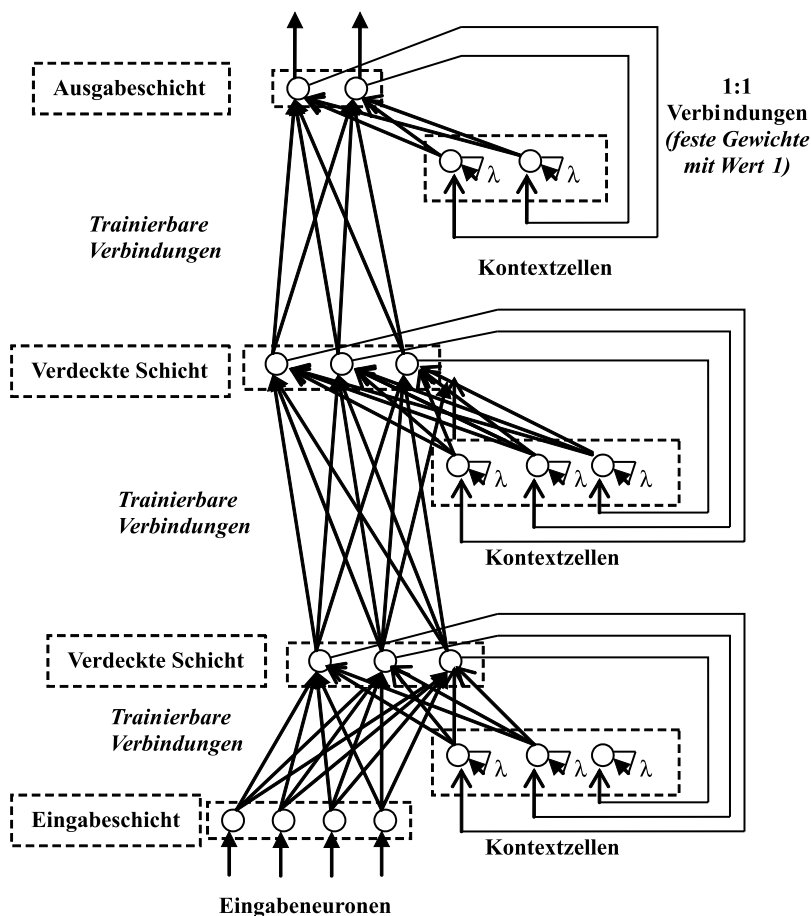 Ausgabeschicht
1:1
Verbindungen
(feste Gewichte
mit Wert 1)
λ
λ
Trainierbare
Verbindungen
Kontextzellen
Verdeckte Schicht
λ
λ
λ
Trainierbare
Verbindungen
Kontextzellen
Verdeckte Schicht
Trainierbare
Verbindungen
λ
λ
λ
Eingabeschicht
Kontextzellen
Eingabeneuronen